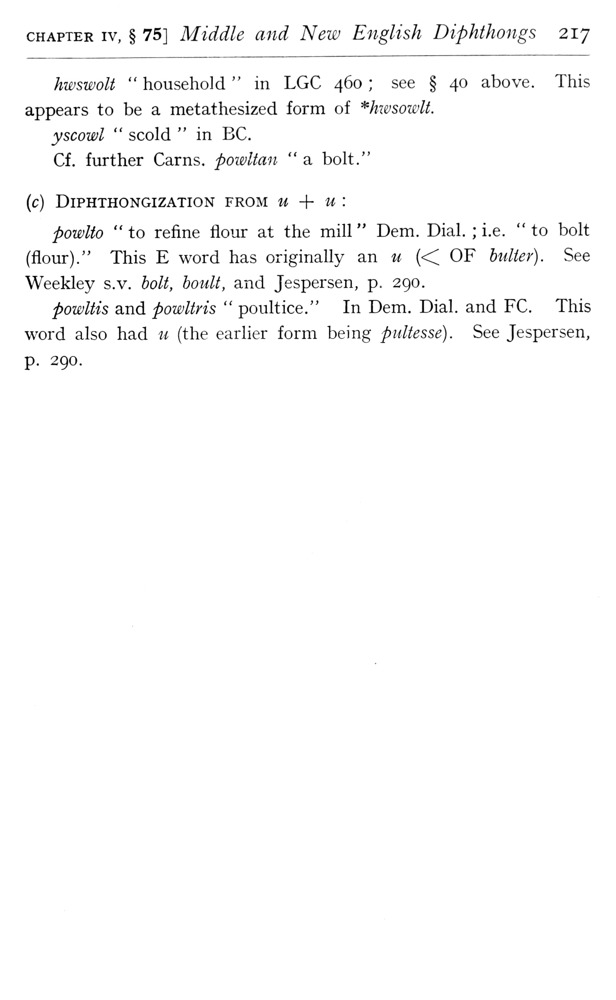 CHAPTER IV, § 75] Middle and New English Diphthongs 217
hwswolt “ household ” in LGC 460 ; see § 40 above. This
appears to be a metathesized form of *hwsowlt.
yscowl “ scold ” in BC.
Cf. further Carns. powltan “ a bolt.”
(c) DIPHTHONGIZATION FROM u + u :
powlto “ to refine flour at the mill ” Dem. Dial. ; i.e. “ to bolt
(flour).” This E word has originally an u (< OF bulter). See
Weekley s.v. bolt, boult, and Jespersen, p. 290.
powltis and powltris “ poultice.” In Dem. Dial. and FC. This
word also had u (the earlier form being pultesse). See Jespersen,
p. 290.